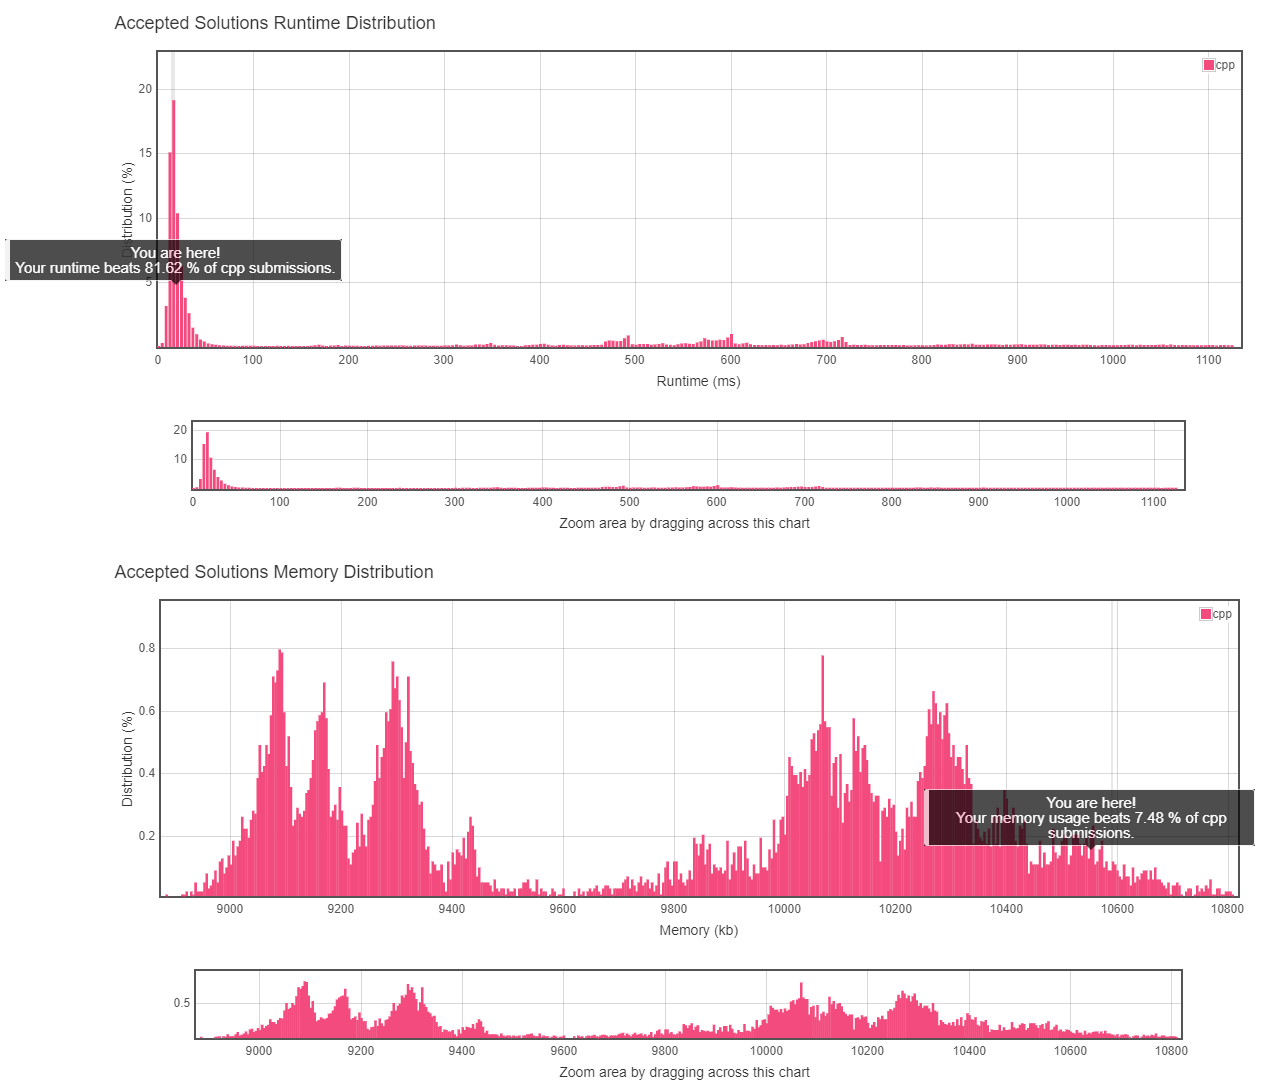 Accepted Solutions Runtime Distribution
cpp
20
15
10
5
Distribution (%)
You are here!
Your runtime beats 81.62 % of cpp submissions.
0 100 200 300 400 500 600 700 800 900 1000 1100
Runtime (ms)
20
10
0 100 200 300 400 500 600 700 800 900 1000 1100
Zoom area by dragging across this chart
Accepted Solutions Memory Distribution
cpp
0.8
0.6
0.4
0.2
Distribution (%)
You are here!
Your memory usage beats 7.48 % of cpp
submissions.
9000 9200 9400 9600 9800 10000 10200 10400 10600 10800
Memory (kb)
0.5
9000 9200 9400 9600 9800 10000 10200 10400 10600 10800
Zoom area by dragging across this chart